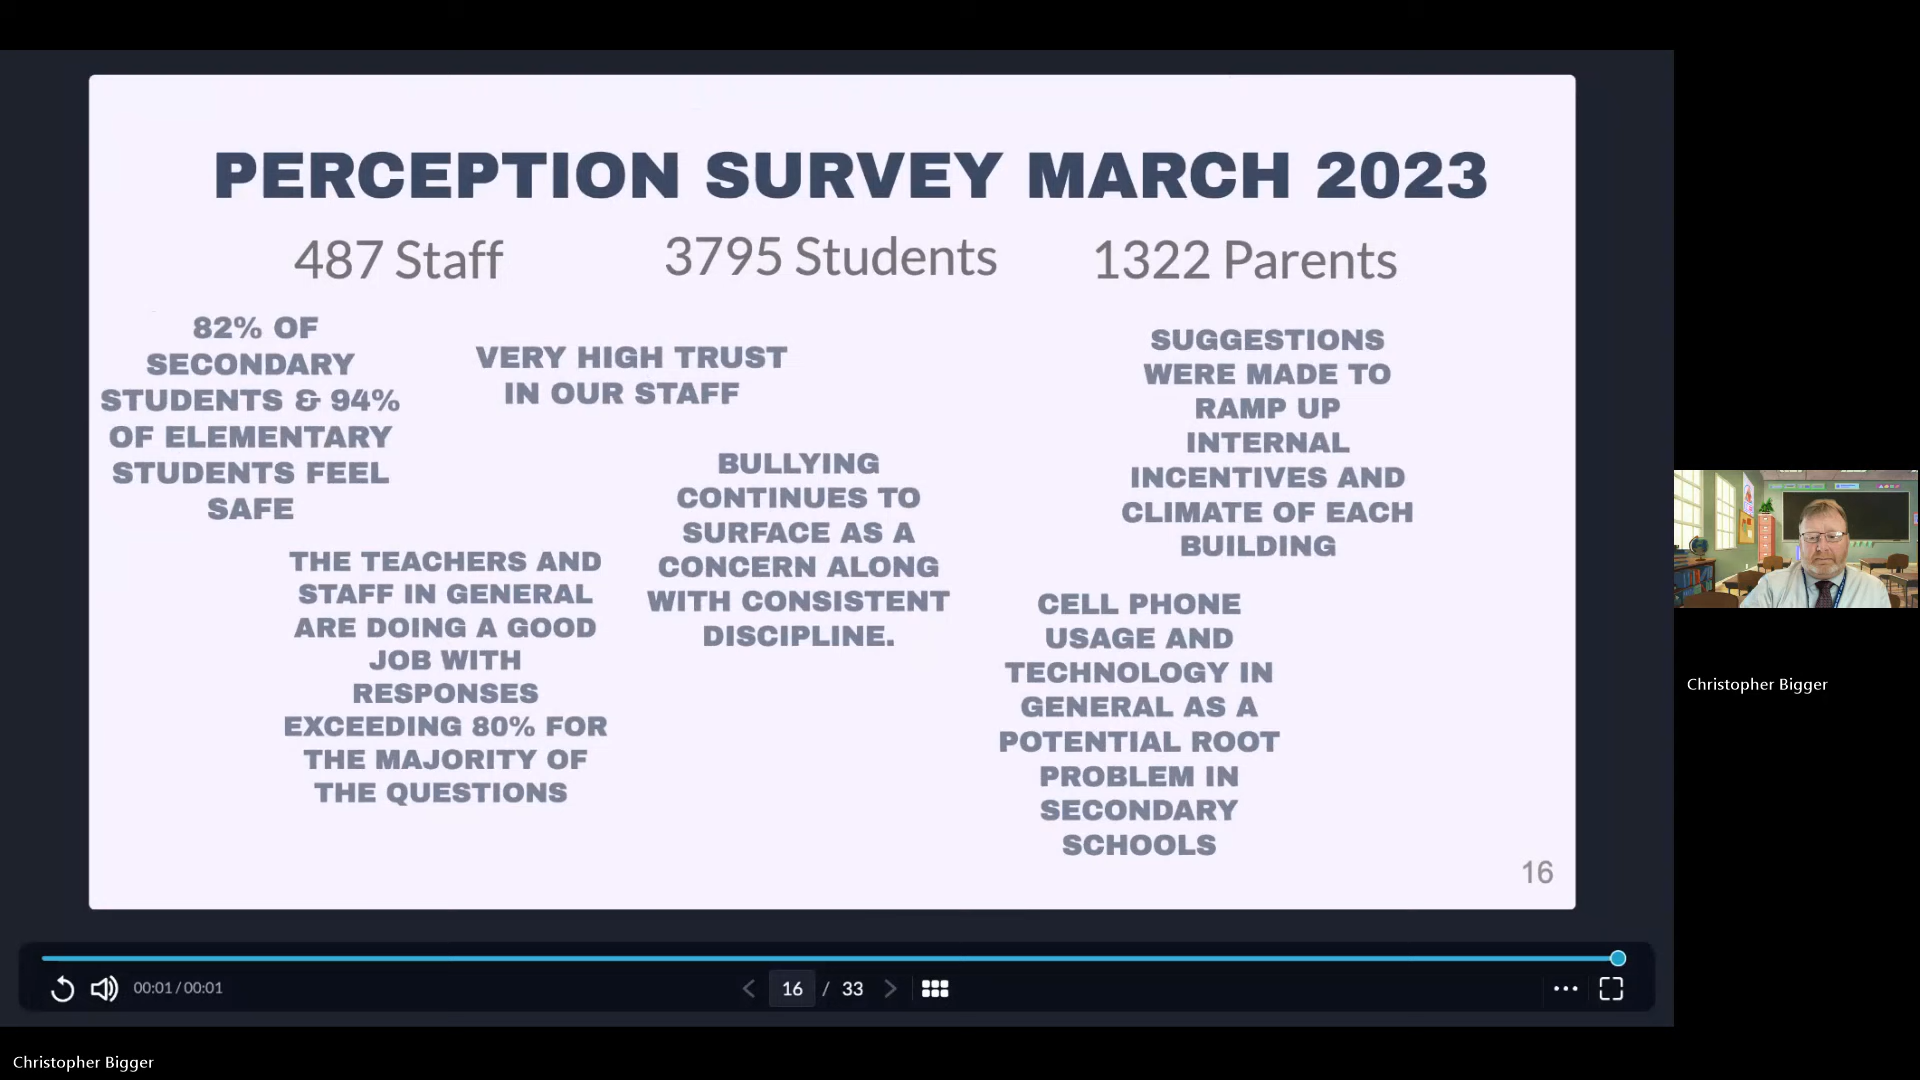 PERCEPTION SURVEY MARCH 2023
487 Staff
3795 Students
1322 Parents
82% OF
SECONDARY
STUDENTS & 94%
OF ELEMENTARY
STUDENTS FEEL
SAFE
VERY HIGH TRUST
IN OUR STAFF
THE TEACHERS AND
STAFF IN GENERAL
ARE DOING A GOOD
JOB WITH
RESPONSES
EXCEEDING 80% FOR
THE MAJORITY OF
THE QUESTIONS
BULLYING
CONTINUES TO
SURFACE AS A
CONCERN ALONG
WITH CONSISTENT
DISCIPLINE.
SUGGESTIONS
WERE MADE TO
RAMP UP
INTERNAL
INCENTIVES AND
CLIMATE OF EACH
BUILDING
CELL PHONE
USAGE AND
TECHNOLOGY IN
GENERAL AS A
POTENTIAL ROOT
PROBLEM IN
SECONDARY
SCHOOLS
16
00:01 / 00:01
16 / 33
Christopher Bigger
Christopher Bigger